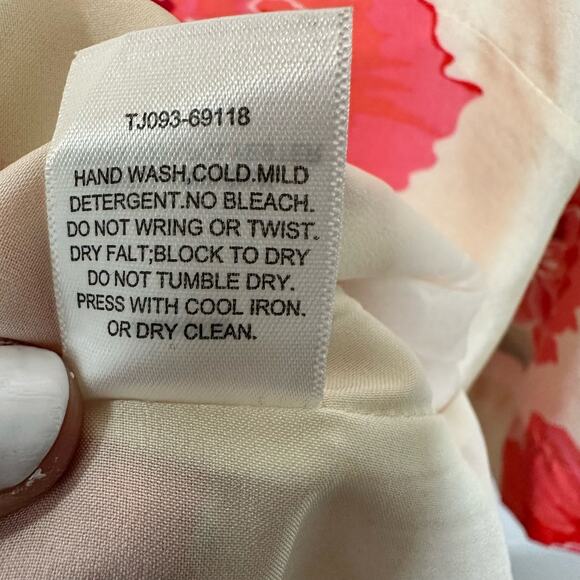 TJ093-69118
HAND WASH,COLD.MILD
DETERGENT.NO BLEACH.
DO NOT WRING OR TWIST.
DRY FALT;BLOCK TO DRY
DO NOT TUMBLE DRY.
PRESS WITH COOL IRON.
OR DRY CLEAN.